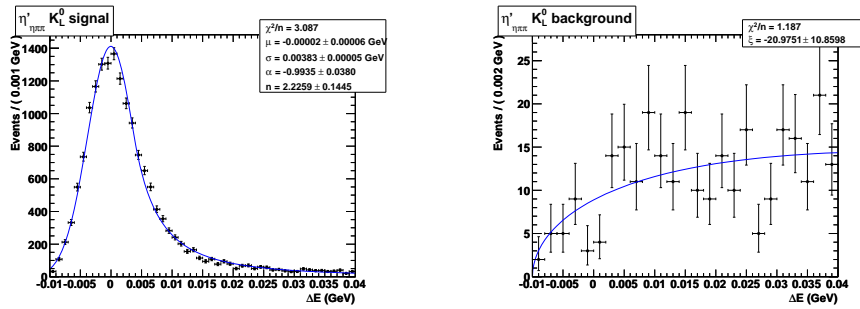 η'ηππ K⁰L signal
χ²/n = 3.087
μ = -0.00002 ± 0.00006 GeV
σ = 0.00383 ± 0.00005 GeV
α = -0.9935 ± 0.0380
n = 2.2259 ± 0.1445
Events / ( 0.001 GeV )
1400
1200
1000
800
600
400
200
0
-0.01 -0.005 0 0.005 0.01 0.015 0.02 0.025 0.03 0.035 0.04
ΔE (GeV)
η'ηππ K⁰L background
χ²/n = 1.187
ξ = -20.9751 ± 10.8598
Events / ( 0.002 GeV )
25
20
15
10
5
0
-0.01 -0.005 0 0.005 0.01 0.015 0.02 0.025 0.03 0.035 0.04
ΔE (GeV)